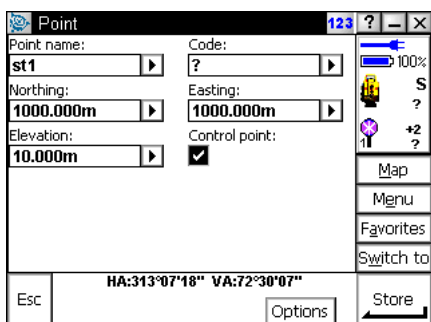 Point 123 ? – X
Point name: Code:
st1 ?
100%
Northing: Easting:
1000.000m 1000.000m
S
?
Elevation: Control point:
10.000m
+2
1 ?
Map
Menu
Favorites
Switch to
HA:313°07'18" VA:72°30'07"
Esc Options Store